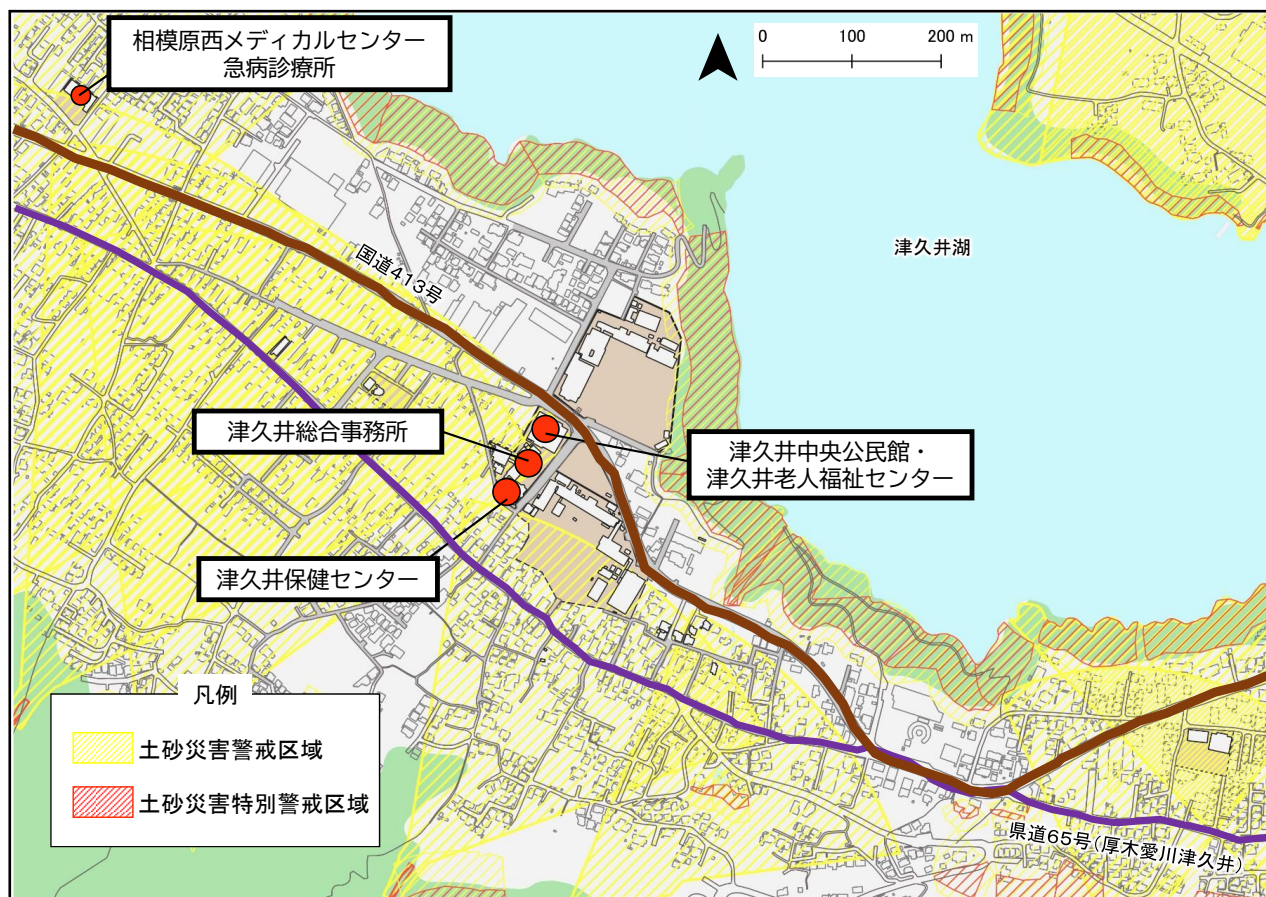 相模原西メディカルセンター
急病診療所
0 100 200 m
津久井湖
国道413号
津久井総合事務所
津久井中央公民館・
津久井老人福祉センター
津久井保健センター
凡例
土砂災害警戒区域
土砂災害特別警戒区域
県道65号(厚木愛川津久井)